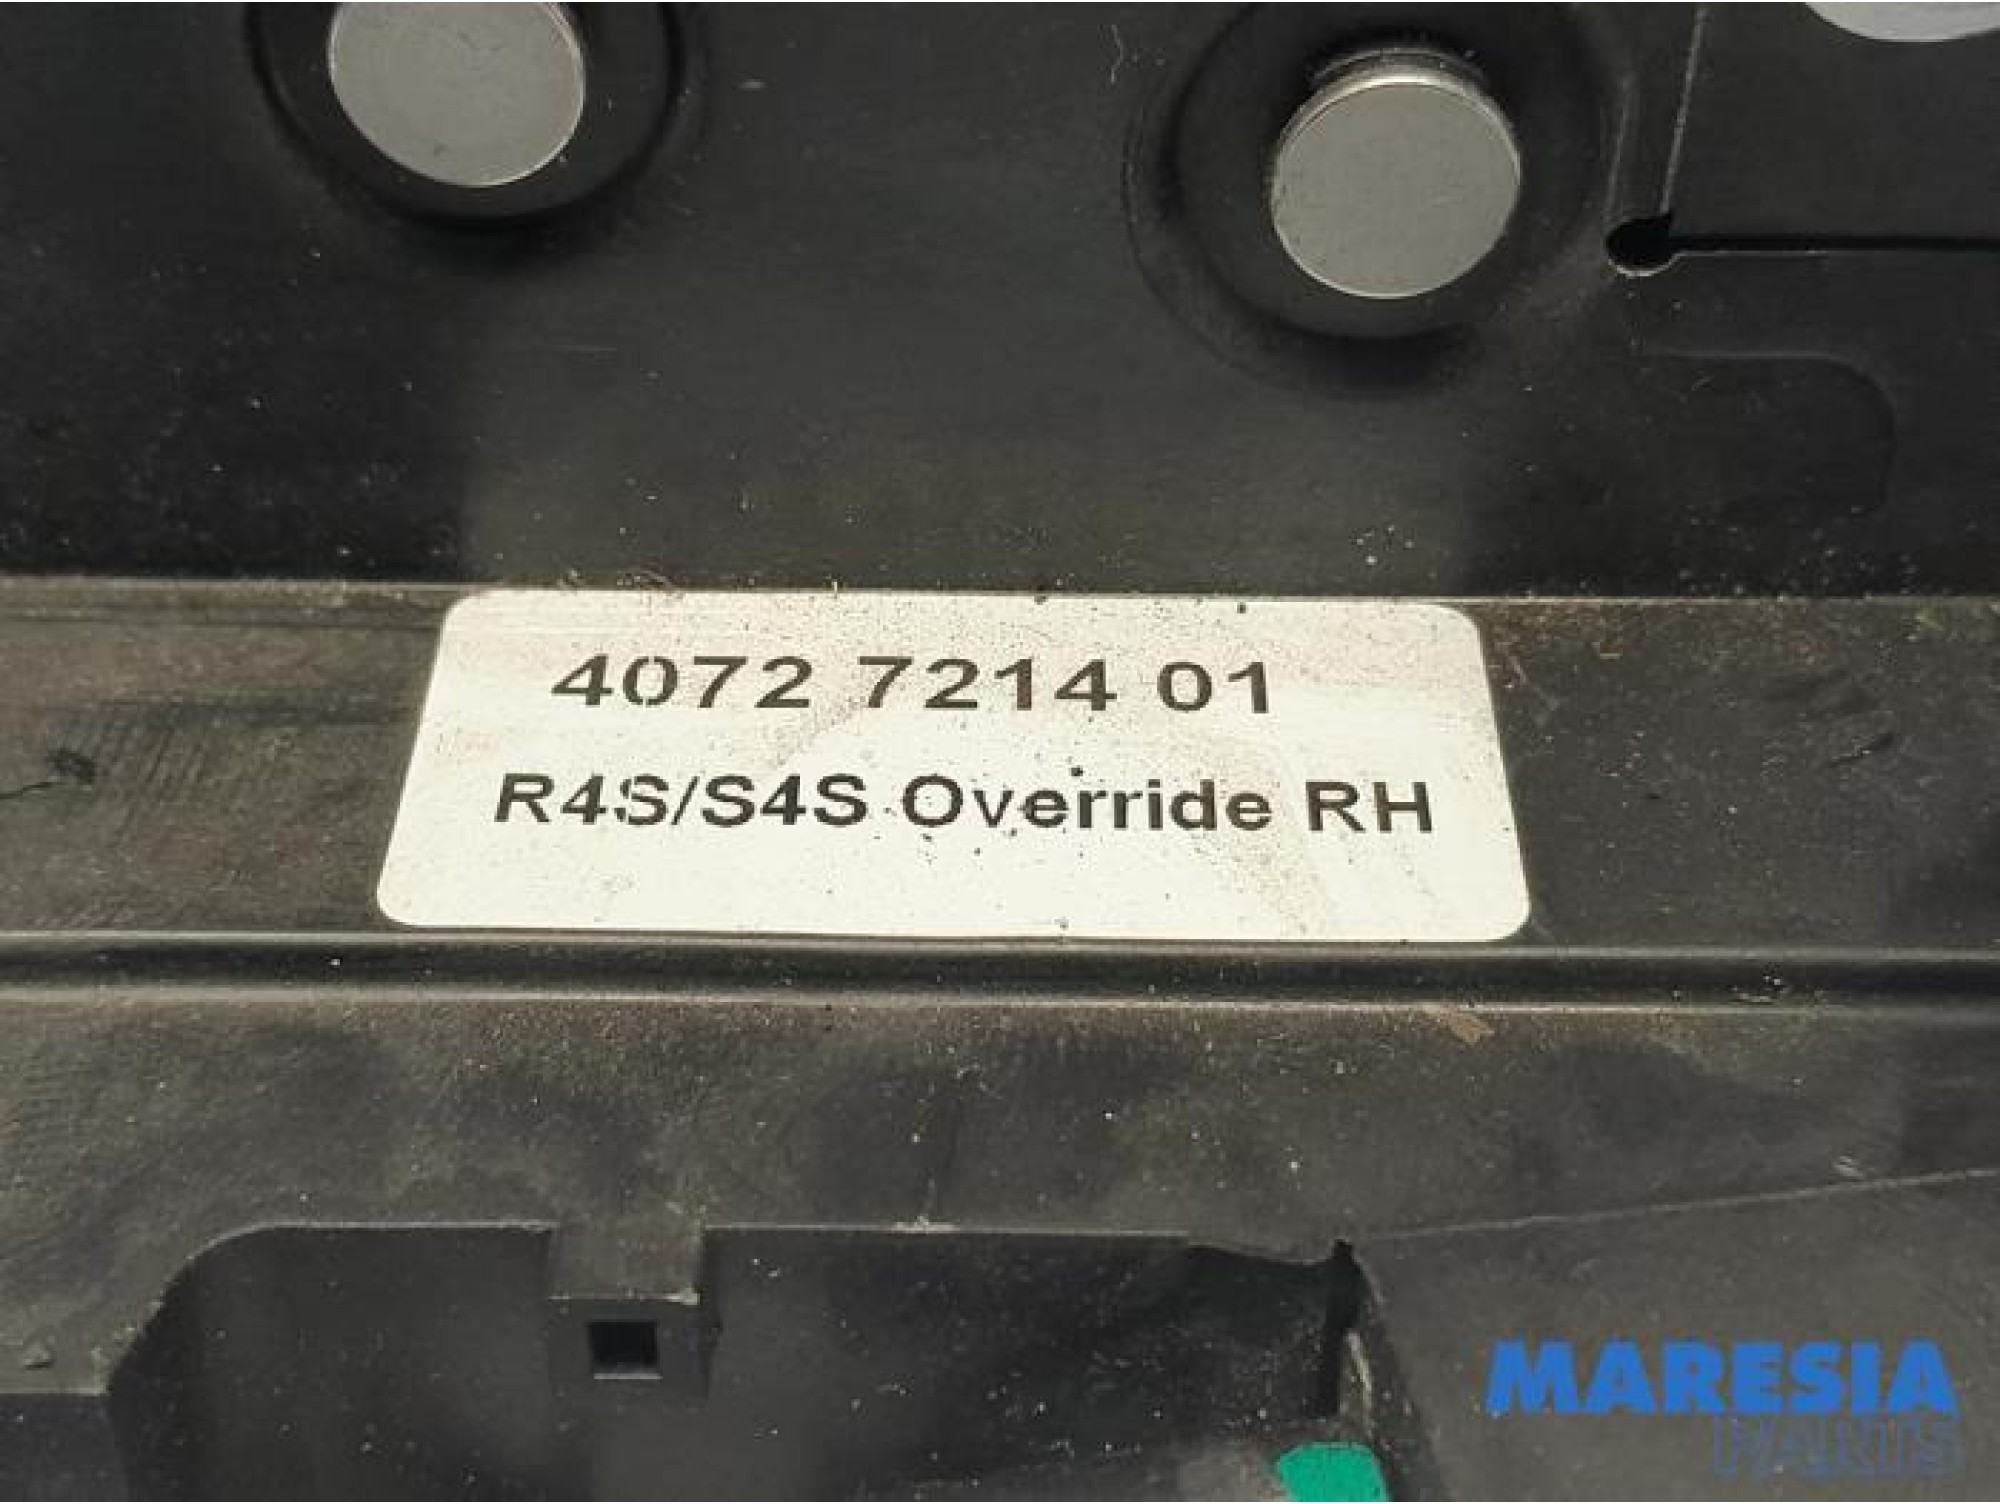 4072 7214 01
R4S/S4S Override RH
MARESIA
PARTS